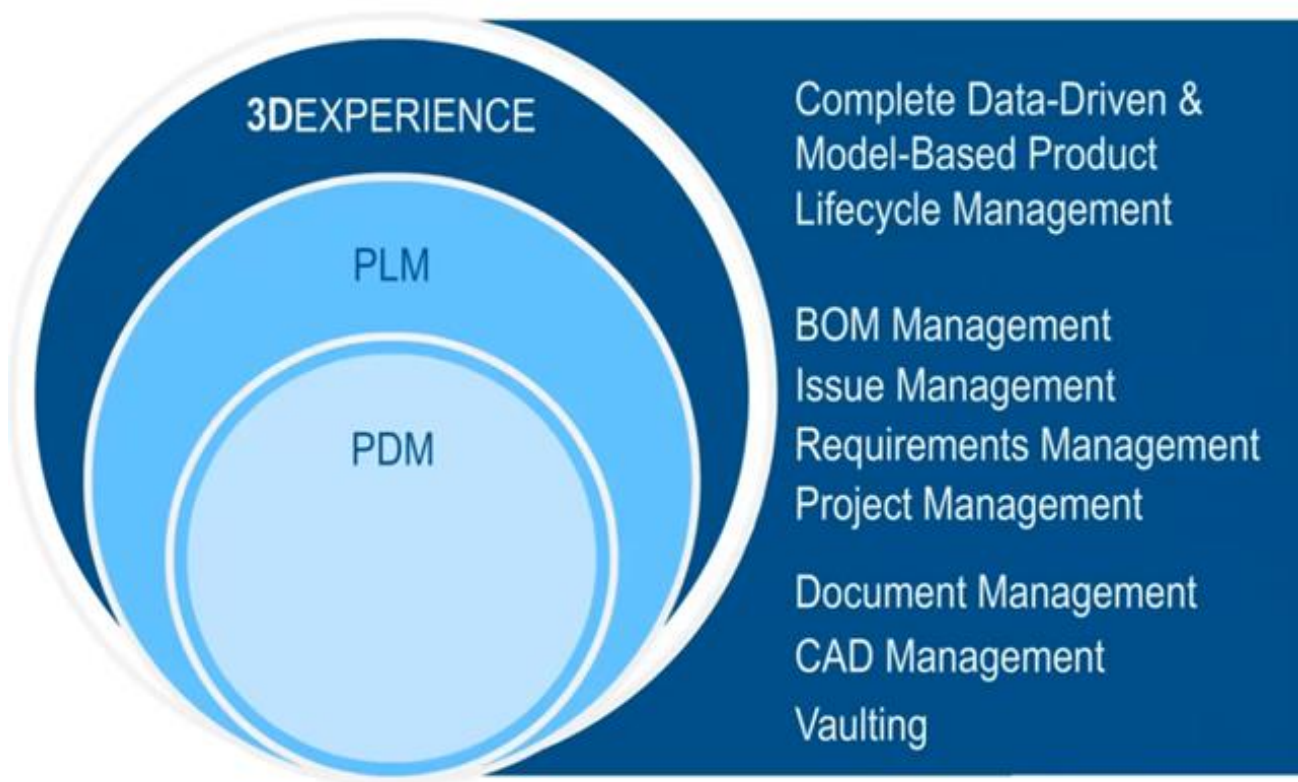 3DEXPERIENCE
PLM
PDM
Complete Data-Driven &
Model-Based Product
Lifecycle Management
BOM Management
Issue Management
Requirements Management
Project Management
Document Management
CAD Management
Vaulting